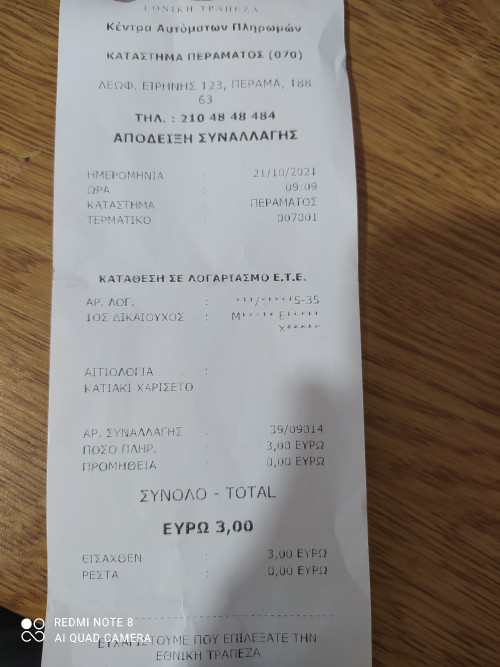 ΕΘΝΙΚΗ ΤΡΑΠΕΖΑ
Κέντρα Αυτόματων Πληρωμών
ΚΑΤΑΣΤΗΜΑ ΠΕΡΑΜΑΤΟΣ (070)
ΛΕΩΦ. ΕΙΡΗΝΗΣ 123, ΠΕΡΑΜΑ, 188
63
ΤΗΛ. : 210 48 48 484
ΑΠΟΔΕΙΞΗ ΣΥΝΑΛΛΑΓΗΣ
ΗΜΕΡΟΜΗΝΙΑ : 21/10/2021
ΩΡΑ : 09:09
ΚΑΤΑΣΤΗΜΑ : ΠΕΡΑΜΑΤΟΣ
ΤΕΡΜΑΤΙΚΟ : 007001
ΚΑΤΑΘΕΣΗ ΣΕ ΛΟΓΑΡΙΑΣΜΟ Ε.Τ.Ε.
ΑΡ. ΛΟΓ. : ***/*****5-35
1ΟΣ ΔΙΚΑΙΟΥΧΟΣ : Μ***** Ε*****
Χ*****
ΑΙΤΙΟΛΟΓΙΑ :
ΚΑΤΙΑΚΙ ΧΑΡΙΣΕΤΟ
ΑΡ. ΣΥΝΑΛΛΑΓΗΣ : 39/09014
ΠΟΣΟ ΠΛΗΡ. : 3,00 ΕΥΡΩ
ΠΡΟΜΗΘΕΙΑ : 0,00 ΕΥΡΩ
ΣΥΝΟΛΟ - TOTAL
ΕΥΡΩ 3,00
ΕΙΣΑΧΘΕΝ : 3,00 ΕΥΡΩ
ΡΕΣΤΑ : 0,00 ΕΥΡΩ
ΕΥΧΑΡΙΣΤΟΥΜΕ ΠΟΥ ΕΠΙΛΕΞΑΤΕ ΤΗΝ
ΕΘΝΙΚΗ ΤΡΑΠΕΖΑ
REDMI NOTE 8
AI QUAD CAMERA